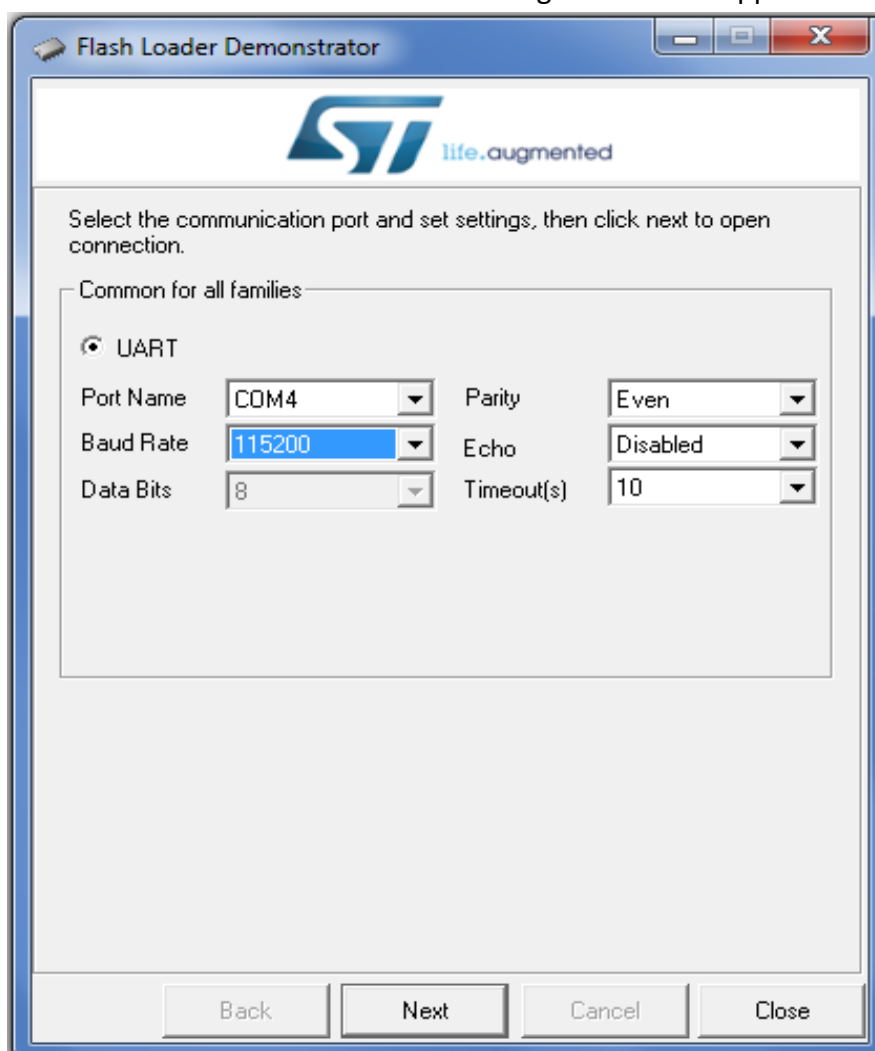 Flash Loader Demonstrator
ST life.augmented
Select the communication port and set settings, then click next to open
connection.
Common for all families
UART
Port Name COM4 Parity Even
Baud Rate 115200 Echo Disabled
Data Bits 8 Timeout(s) 10
Back Next Cancel Close